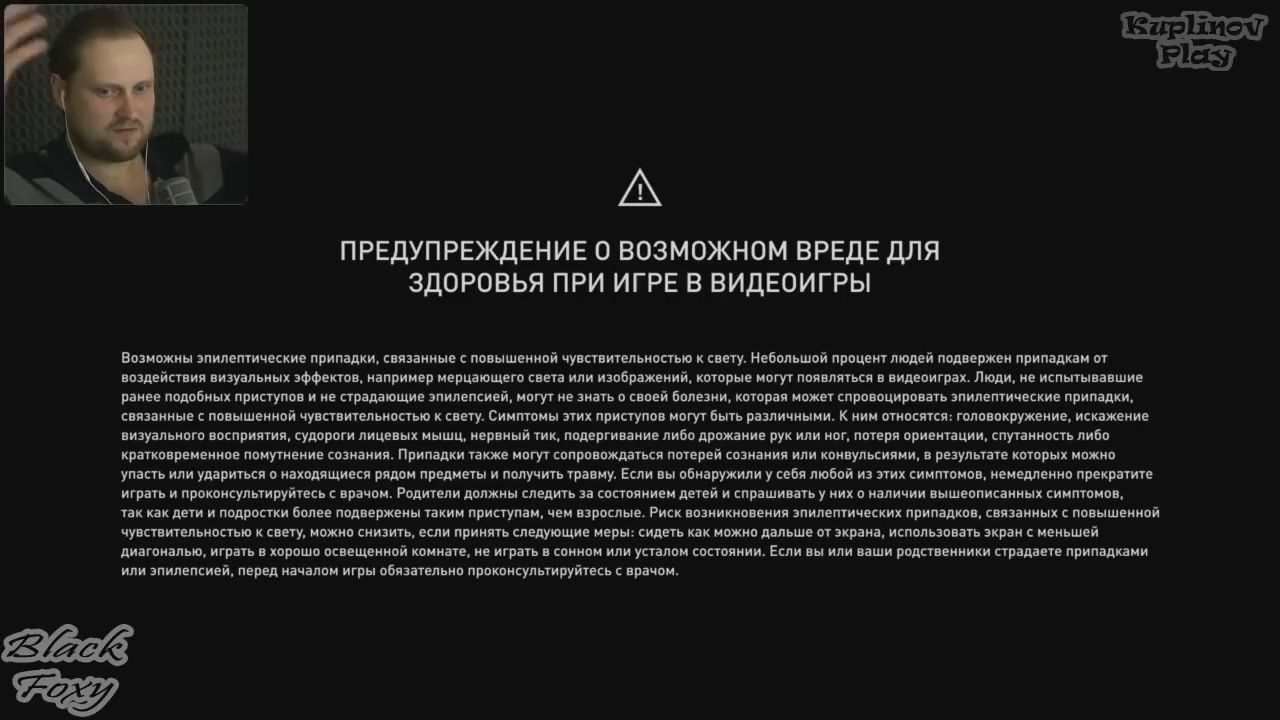 Kuplinov
Play
ПРЕДУПРЕЖДЕНИЕ О ВОЗМОЖНОМ ВРЕДЕ ДЛЯ
ЗДОРОВЬЯ ПРИ ИГРЕ В ВИДЕОИГРЫ
Возможны эпилептические припадки, связанные с повышенной чувствительностью к свету. Небольшой процент людей подвержен припадкам от
воздействия визуальных эффектов, например мерцающего света или изображений, которые могут появляться в видеоиграх. Люди, не испытывавшие
ранее подобных приступов и не страдающие эпилепсией, могут не знать о своей болезни, которая может спровоцировать эпилептические припадки,
связанные с повышенной чувствительностью к свету. Симптомы этих приступов могут быть различными. К ним относятся: головокружение, искажение
визуального восприятия, судороги лицевых мышц, нервный тик, подергивание либо дрожание рук или ног, потеря ориентации, спутанность либо
кратковременное помутнение сознания. Припадки также могут сопровождаться потерей сознания или конвульсиями, в результате которых можно
упасть или удариться о находящиеся рядом предметы и получить травму. Если вы обнаружили у себя любой из этих симптомов, немедленно прекратите
играть и проконсультируйтесь с врачом. Родители должны следить за состоянием детей и спрашивать у них о наличии вышеописанных симптомов,
так как дети и подростки более подвержены таким приступам, чем взрослые. Риск возникновения эпилептических припадков, связанных с повышенной
чувствительностью к свету, можно снизить, если принять следующие меры: сидеть как можно дальше от экрана, использовать экран с меньшей
диагональю, играть в хорошо освещенной комнате, не играть в сонном или усталом состоянии. Если вы или ваши родственники страдаете припадками
или эпилепсией, перед началом игры обязательно проконсультируйтесь с врачом.
Black
Foxy